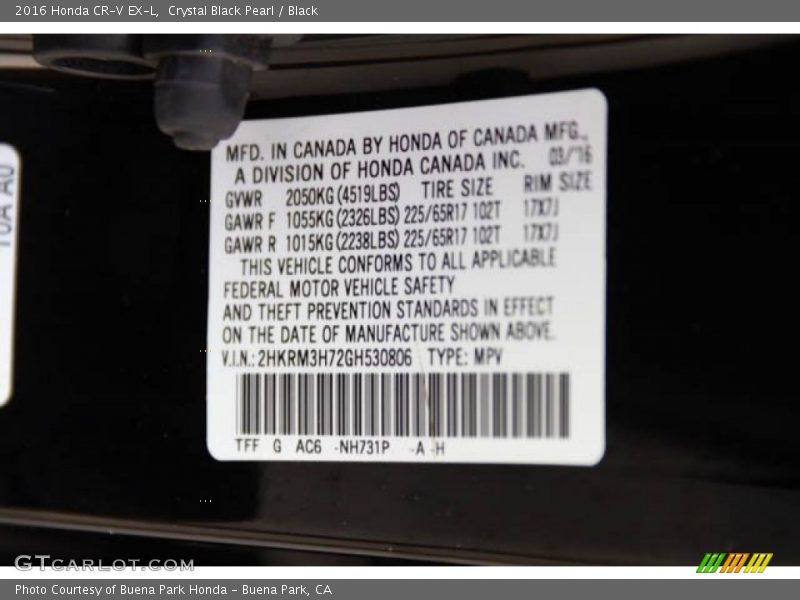 2016 Honda CR-V EX-L, Crystal Black Pearl / Black
MFD. IN CANADA BY HONDA OF CANADA MFG.,
A DIVISION OF HONDA CANADA INC. 03/16
GVWR 2050KG(4519LBS) TIRE SIZE RIM SIZE
GAWR F 1055KG(2326LBS) 225/65R17 102T 17X7J
GAWR R 1015KG(2238LBS) 225/65R17 102T 17X7J
THIS VEHICLE CONFORMS TO ALL APPLICABLE
FEDERAL MOTOR VEHICLE SAFETY
AND THEFT PREVENTION STANDARDS IN EFFECT
ON THE DATE OF MANUFACTURE SHOWN ABOVE.
V.I.N.: 2HKRM3H72GH530806 TYPE: MPV
TFF G AC6 -NH731P -A -H
GTCARLOT.COM
Photo Courtesy of Buena Park Honda - Buena Park, CA